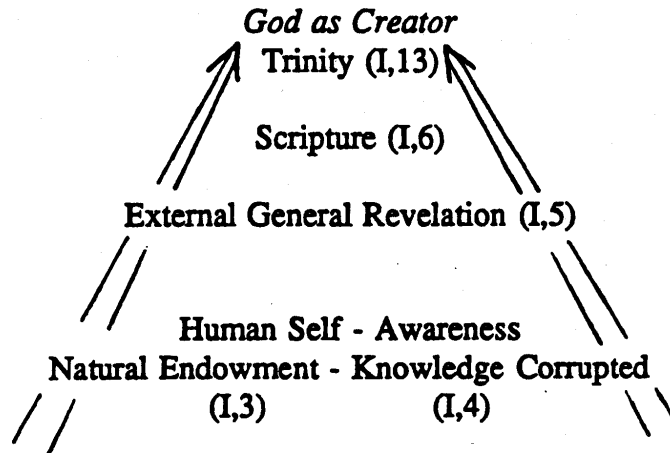 God as Creator
Trinity (I,13)
Scripture (I,6)
External General Revelation (I,5)
Human Self - Awareness
Natural Endowment - Knowledge Corrupted
(I,3) (I,4)